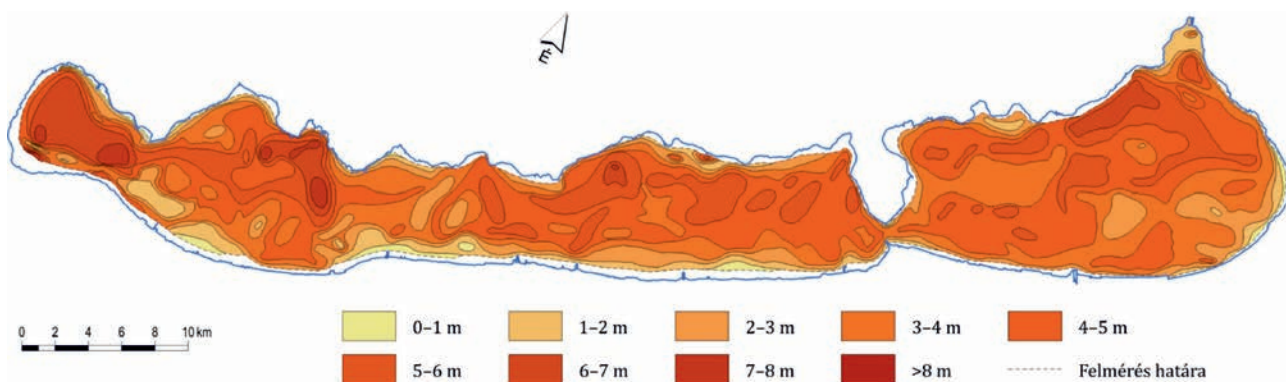 É
0 2 4 6 8 10 km
0–1 m 1–2 m 2–3 m 3–4 m 4–5 m
5–6 m 6–7 m 7–8 m >8 m Felmérés határa